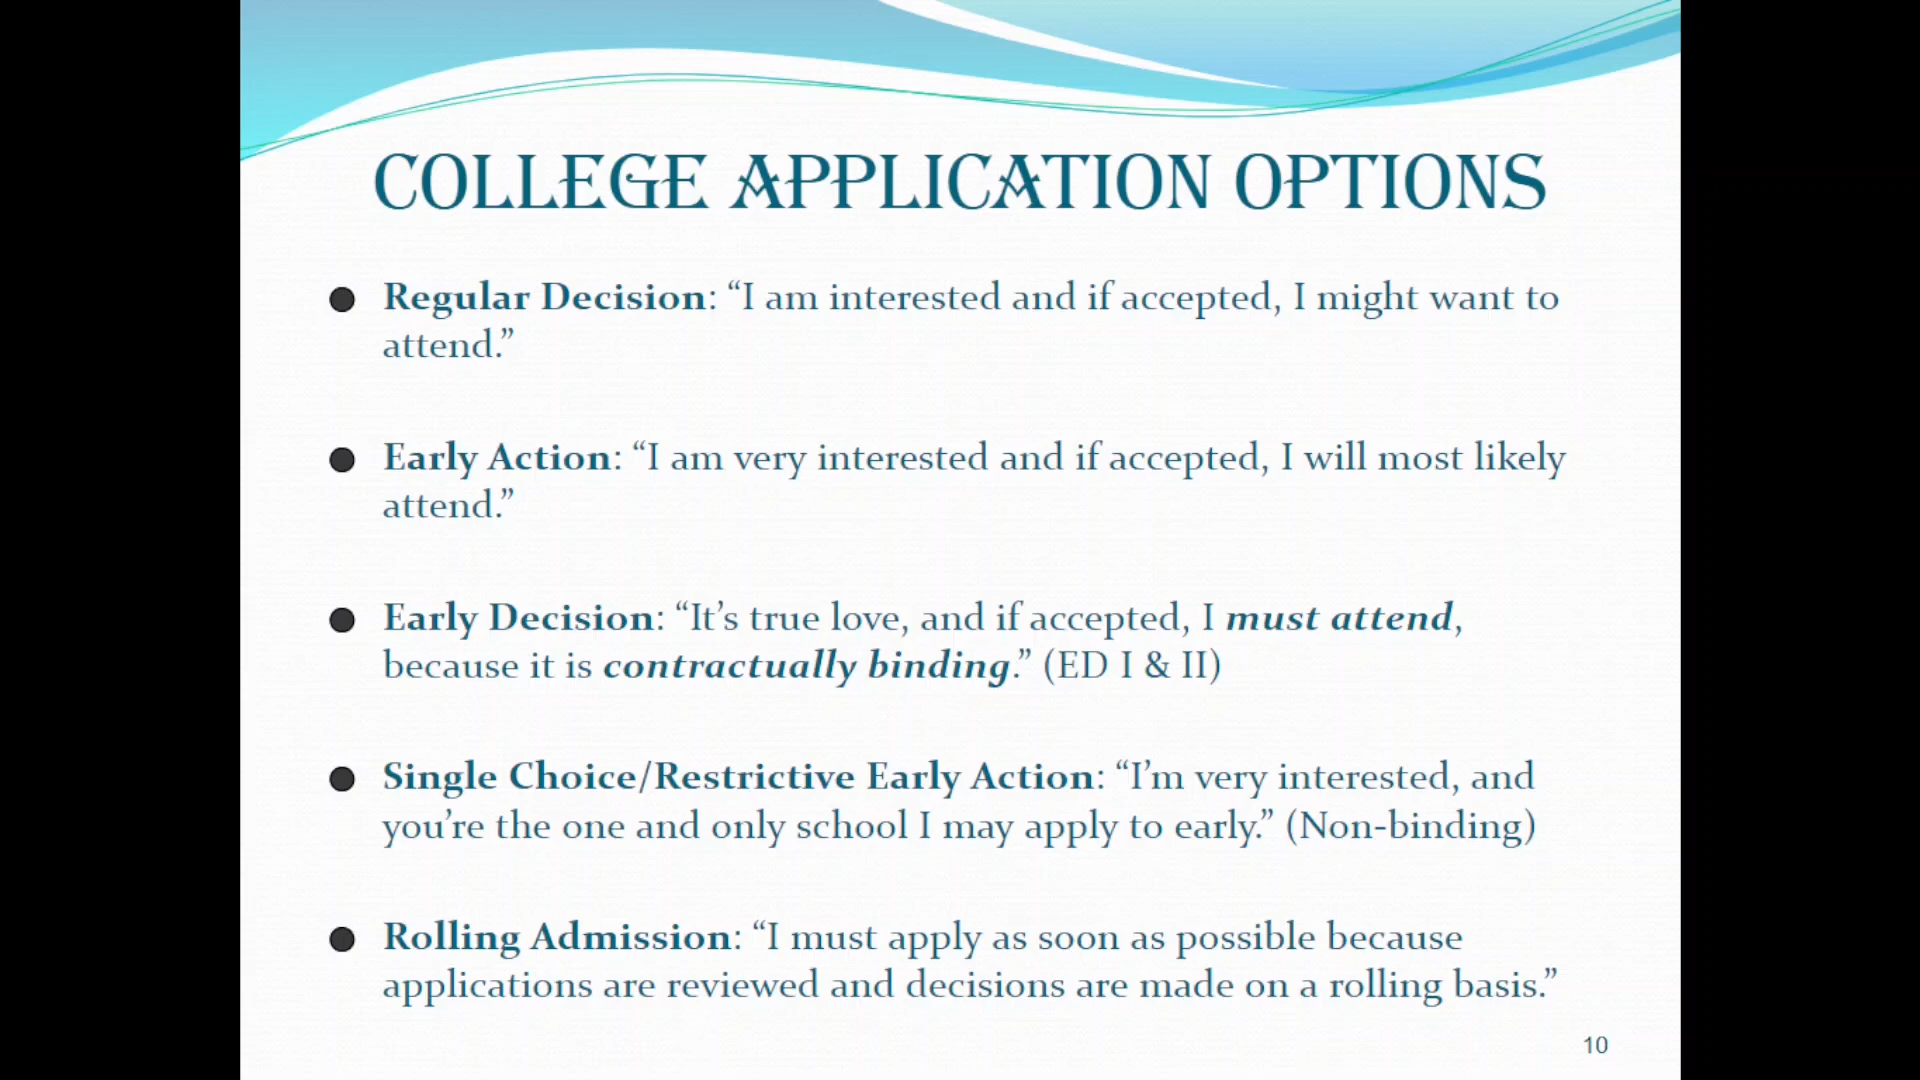 COLLEGE APPLICATION OPTIONS
● Regular Decision: “I am interested and if accepted, I might want to
attend.”
● Early Action: “I am very interested and if accepted, I will most likely
attend.”
● Early Decision: “It’s true love, and if accepted, I must attend,
because it is contractually binding.” (ED I & II)
● Single Choice/Restrictive Early Action: “I’m very interested, and
you’re the one and only school I may apply to early.” (Non-binding)
● Rolling Admission: “I must apply as soon as possible because
applications are reviewed and decisions are made on a rolling basis.”
10